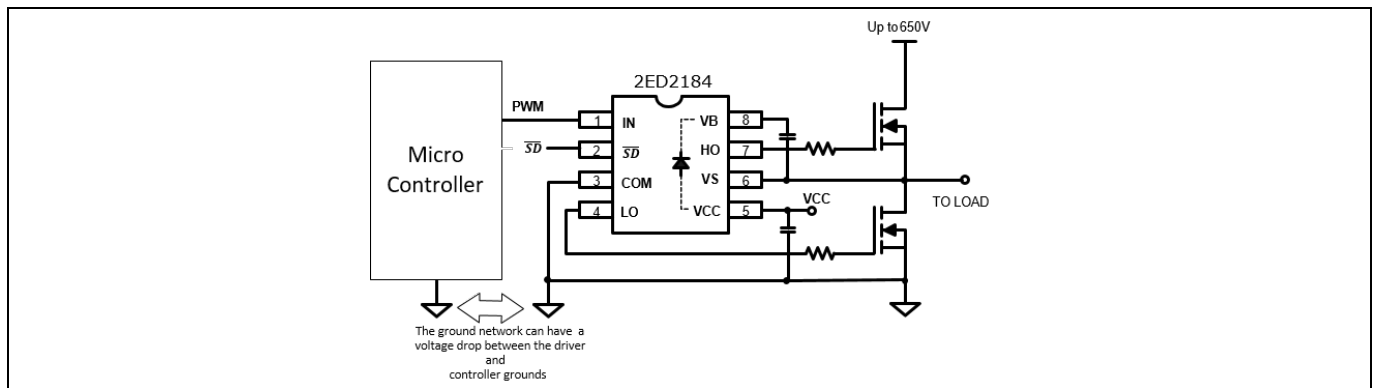 Up to 650V
2ED2184
Micro
Controller
PWM
SD
1 IN VB 8
2 SD HO 7
3 COM VS 6
4 LO VCC 5
VCC
TO LOAD
The ground network can have a
voltage drop between the driver
and
controller grounds